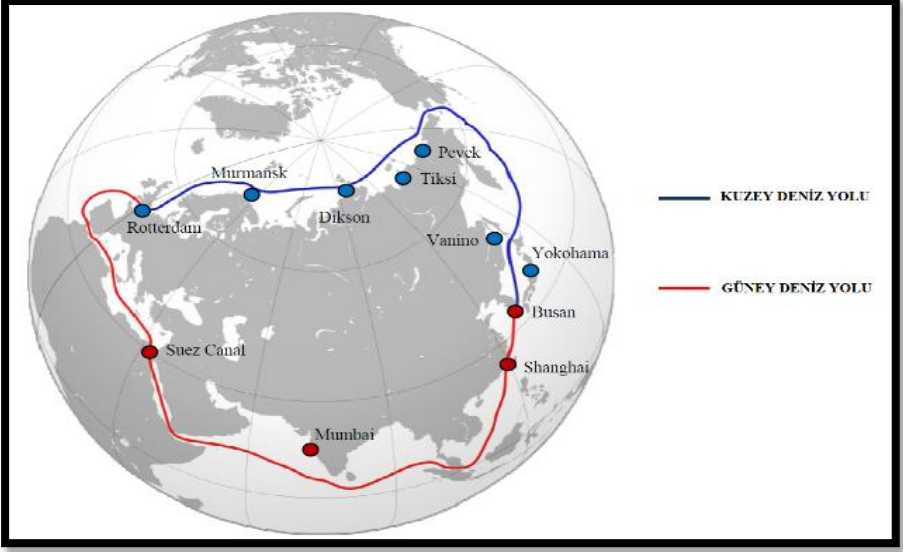 Pevek
Murmansk
Tiksi
Dikson
Rotterdam
Vanino
Yokohama
Busan
Suez Canal
Shanghai
Mumbai
KUZEY DENİZ YOLU
GÜNEY DENİZ YOLU